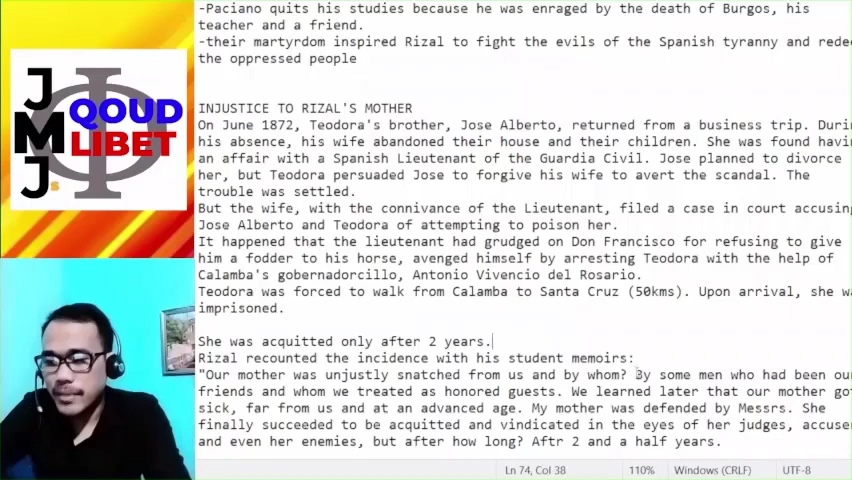 -Paciano quits his studies because he was enraged by the death of Burgos, his
teacher and a friend.
-their martyrdom inspired Rizal to fight the evils of the Spanish tyranny and rede
the oppressed people
INJUSTICE TO RIZAL'S MOTHER
On June 1872, Teodora's brother, Jose Alberto, returned from a business trip. Durin
his absence, his wife abandoned their house and their children. She was found havin
an affair with a Spanish Lieutenant of the Guardia Civil. Jose planned to divorce
her, but Teodora persuaded Jose to forgive his wife to avert the scandal. The
trouble was settled.
But the wife, with the connivance of the Lieutenant, filed a case in court accusing
Jose Alberto and Teodora of attempting to poison her.
It happened that the lieutenant had grudged on Don Francisco for refusing to give
him a fodder to his horse, avenged himself by arresting Teodora with the help of
Calamba's gobernadorcillo, Antonio Vivencio del Rosario.
Teodora was forced to walk from Calamba to Santa Cruz (50kms). Upon arrival, she wa
imprisoned.
She was acquitted only after 2 years.
Rizal recounted the incidence with his student memoirs:
"Our mother was unjustly snatched from us and by whom? By some men who had been our
friends and whom we treated as honored guests. We learned later that our mother got
sick, far from us and at an advanced age. My mother was defended by Messrs. She
finally succeeded to be acquitted and vindicated in the eyes of her judges, accuse
and even her enemies, but after how long? Aftr 2 and a half years.
Ln 74, Col 38
110%
Windows (CRLF)
UTF-8
J
M
J
s
QOUD
LIBET